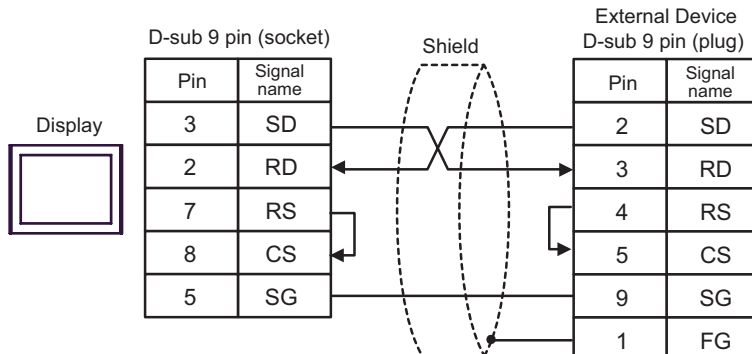 External Device
D-sub 9 pin (socket)
Shield
D-sub 9 pin (plug)
Pin Signal name
Pin Signal name
Display
3 SD
2 SD
2 RD
3 RD
7 RS
4 RS
8 CS
5 CS
5 SG
9 SG
1 FG